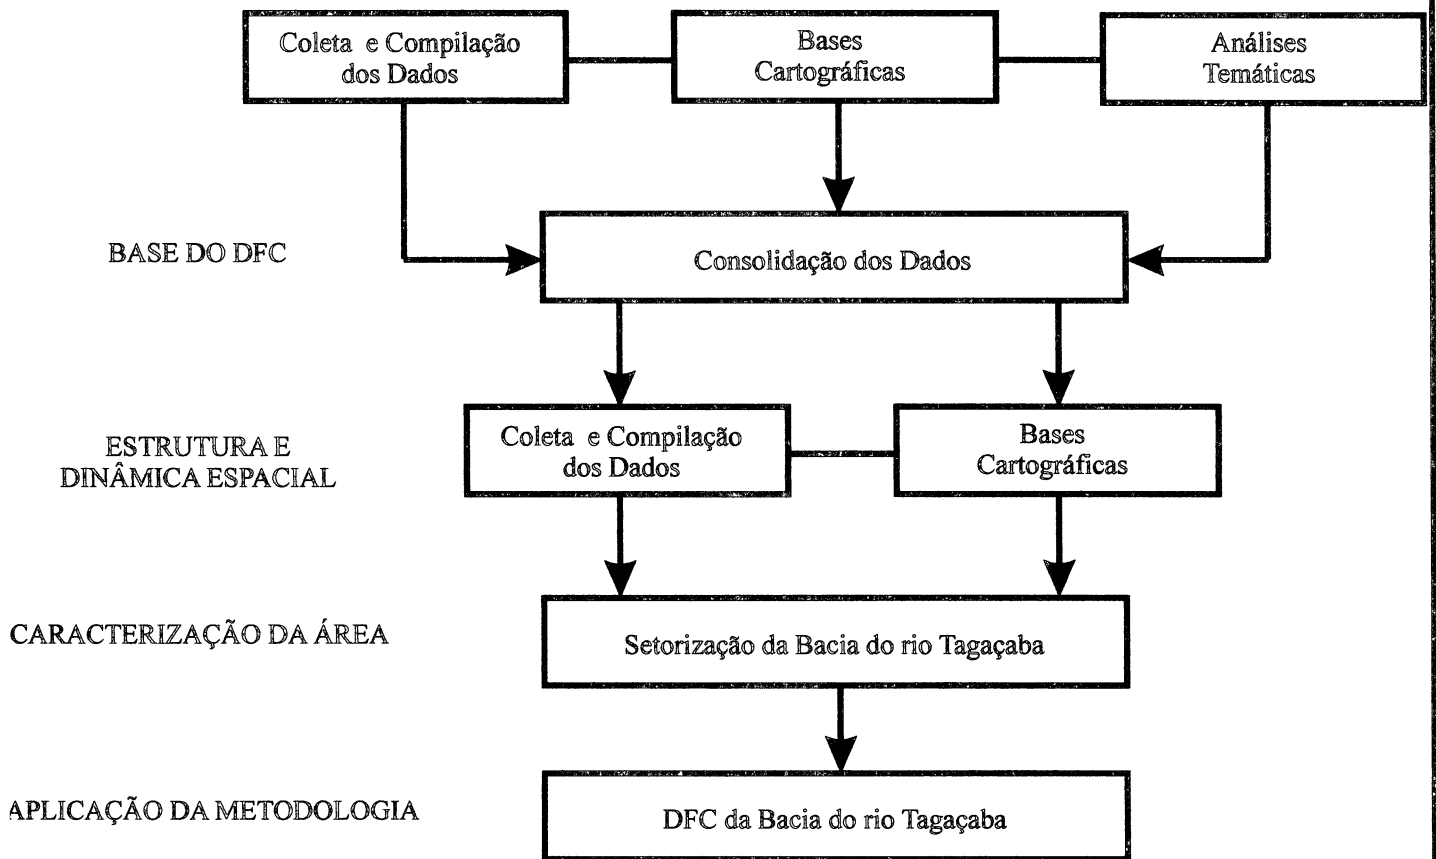 Coleta e Compilação
dos Dados
Bases
Cartográficas
Análises
Temáticas
BASE DO DFC
Consolidação dos Dados
ESTRUTURA E
DINÂMICA ESPACIAL
Coleta e Compilação
dos Dados
Bases
Cartográficas
CARACTERIZAÇÃO DA ÁREA
Setorização da Bacia do rio Tagaçaba
APLICAÇÃO DA METODOLOGIA
DFC da Bacia do rio Tagaçaba